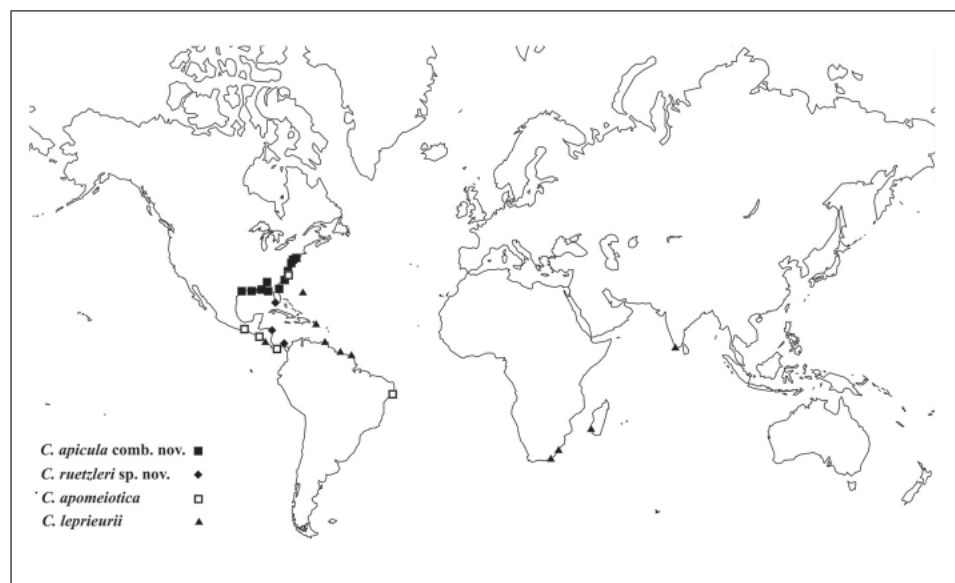 C. apicula comb. nov.
C. ruetzleri sp. nov.
C. apomeiotica
C. leprieurii